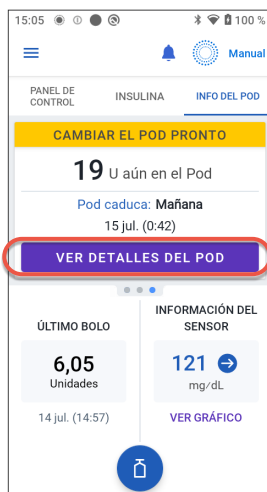 15:05 100 %
Manual
PANEL DE CONTROL
INSULINA
INFO DEL POD
CAMBIAR EL POD PRONTO
19 U aún en el Pod
Pod caduca: Mañana
15 jul. (0:42)
VER DETALLES DEL POD
ÚLTIMO BOLO
6,05
Unidades
14 jul. (14:57)
INFORMACIÓN DEL
SENSOR
121
mg/dL
VER GRÁFICO